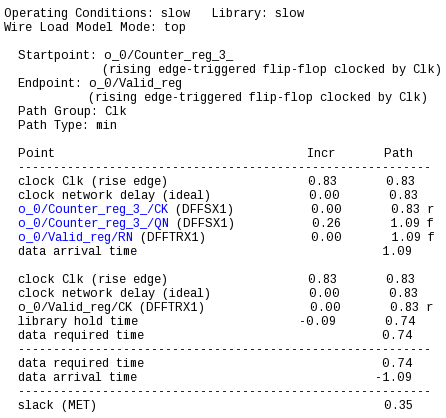 Operating Conditions: slow   Library: slow
Wire Load Model Mode: top
Startpoint: o_0/Counter_reg_3_
(rising edge-triggered flip-flop clocked by Clk)
Endpoint: o_0/Valid_reg
(rising edge-triggered flip-flop clocked by Clk)
Path Group: Clk
Path Type: min
Point Incr Path
-----------------------------------------------------------
clock Clk (rise edge) 0.83 0.83
clock network delay (ideal) 0.00 0.83
o_0/Counter_reg_3_/CK (DFFSX1) 0.00 0.83 r
o_0/Counter_reg_3_/QN (DFFSX1) 0.26 1.09 f
o_0/Valid_reg/RN (DFFTRX1) 0.00 1.09 f
data arrival time 1.09
clock Clk (rise edge) 0.83 0.83
clock network delay (ideal) 0.00 0.83
o_0/Valid_reg/CK (DFFTRX1) 0.00 0.83 r
library hold time -0.09 0.74
data required time 0.74
-----------------------------------------------------------
data required time 0.74
data arrival time -1.09
-----------------------------------------------------------
slack (MET) 0.35